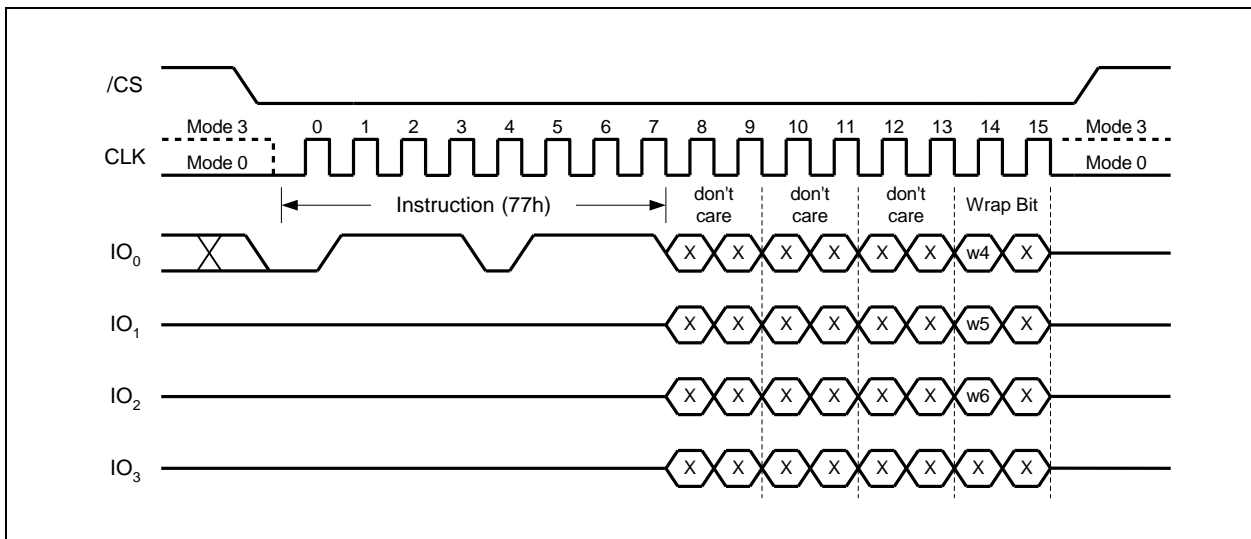 /CS
Mode 3 0 1 2 3 4 5 6 7 8 9 10 11 12 13 14 15 Mode 3
CLK Mode 0 Mode 0
Instruction (77h) don't care don't care don't care Wrap Bit
IO0 X X X X X X w4 X
IO1 X X X X X X w5 X
IO2 X X X X X X w6 X
IO3 X X X X X X X X